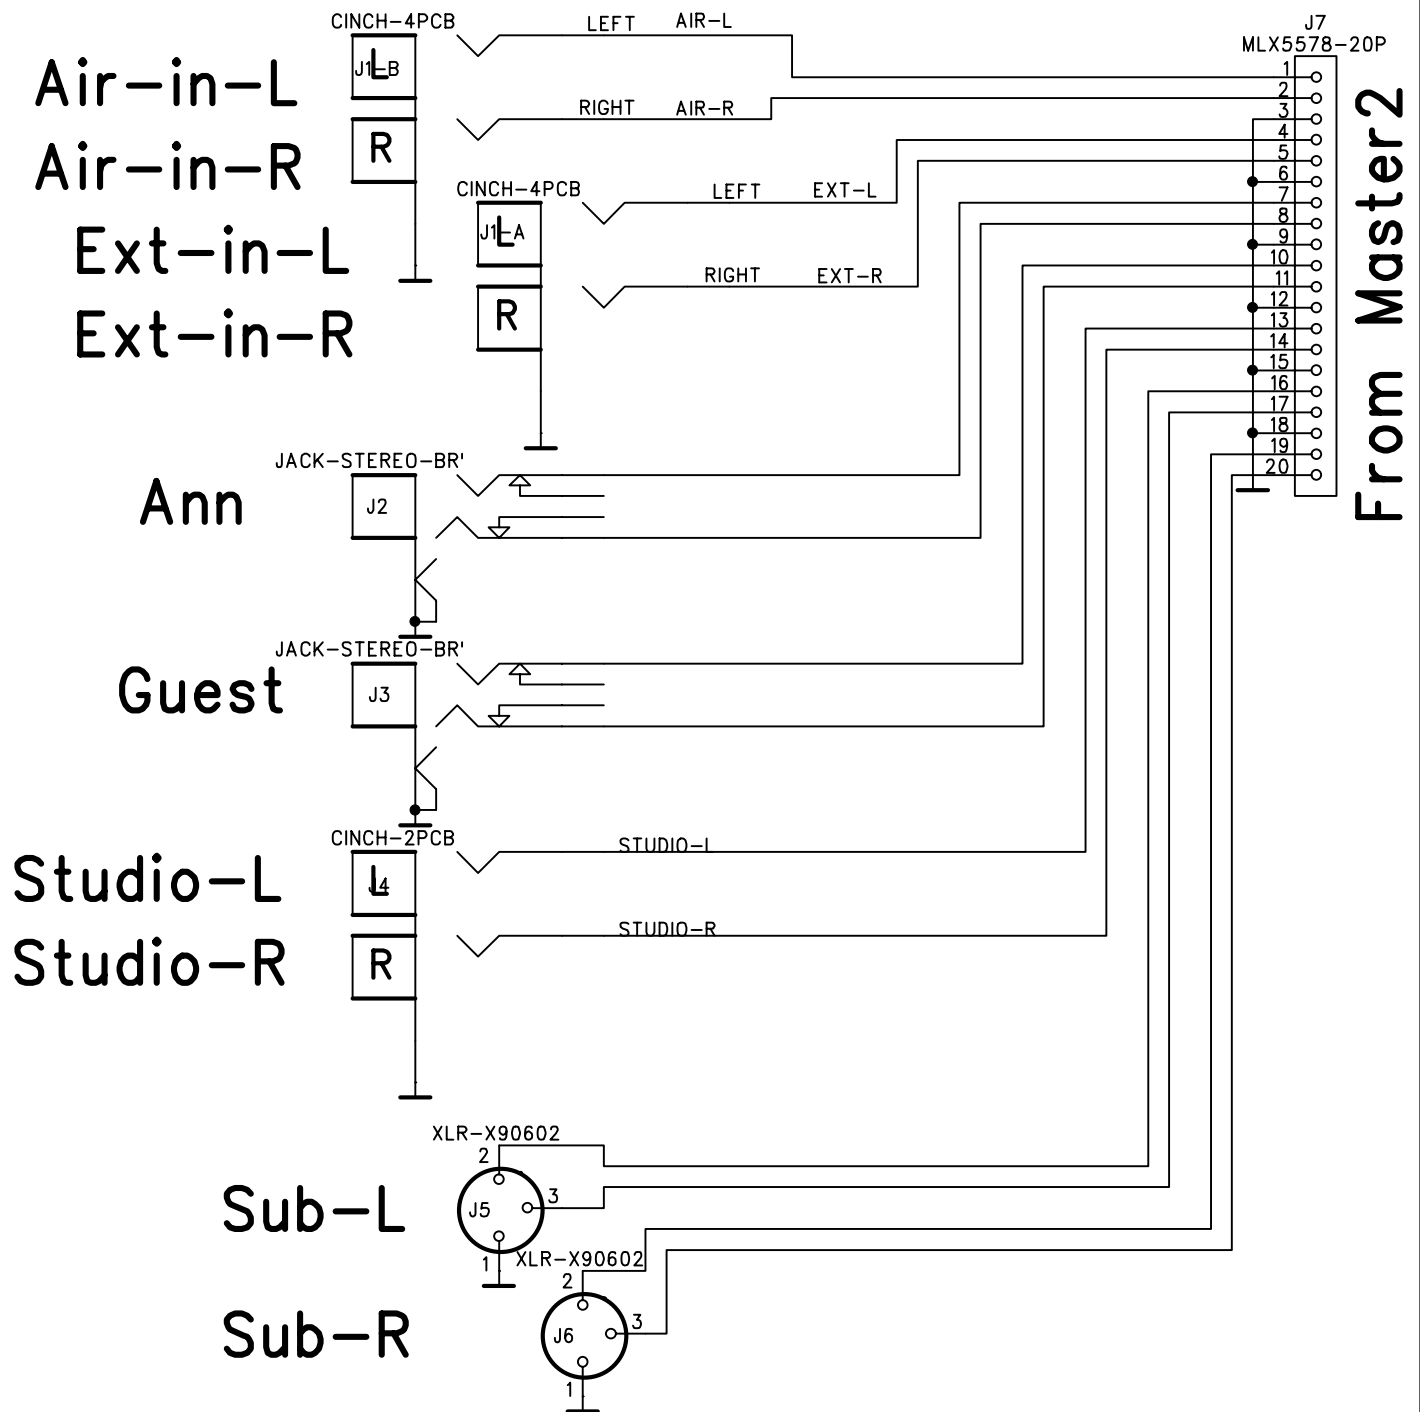 CINCH-4PCB
LEFT AIR-L
J7
MLX5578-20P
Air-in-L
L
J1-B
RIGHT AIR-R
Air-in-R
R
CINCH-4PCB
LEFT EXT-L
Ext-in-L
L
J1-A
RIGHT EXT-R
Ext-in-R
R
1
2
3
4
5
6
7
8
9
10
11
12
13
14
15
16
17
18
19
20
From Master2
JACK-STEREO-BR'
Ann
J2
JACK-STEREO-BR'
Guest
J3
CINCH-2PCB
STUDIO-L
Studio-L
L
J4
STUDIO-R
Studio-R
R
XLR-X90602
2
3
Sub-L
J5
1
XLR-X90602
2
3
Sub-R
J6
1